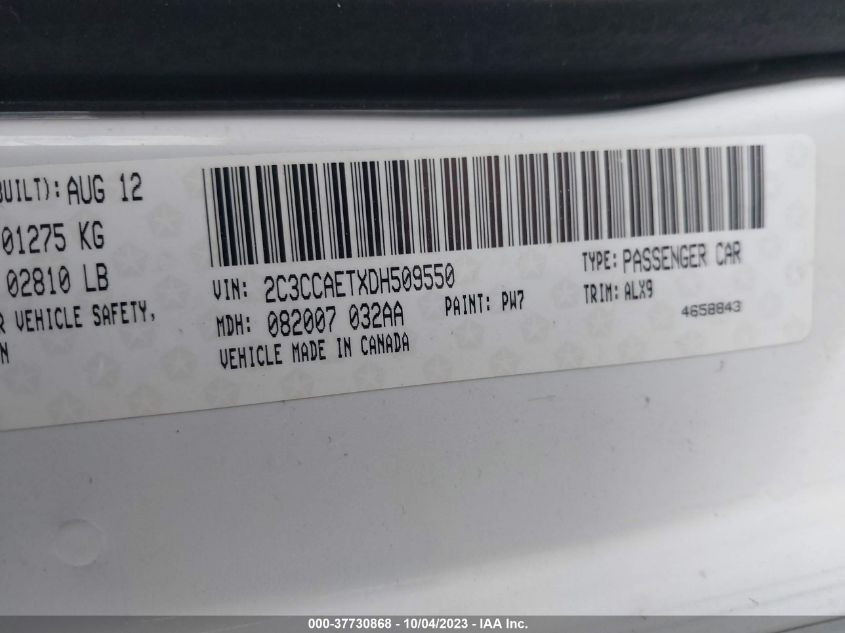 BUILT): AUG 12
01275 KG
02810 LB
R VEHICLE SAFETY,
N
VIN: 2C3CCAETXDH509550
TYPE: PASSENGER CAR
MDH: 082007 032AA
PAINT: PW7
TRIM: ALX9
VEHICLE MADE IN CANADA
4658843
000-37730868 - 10/04/2023 - IAA Inc.